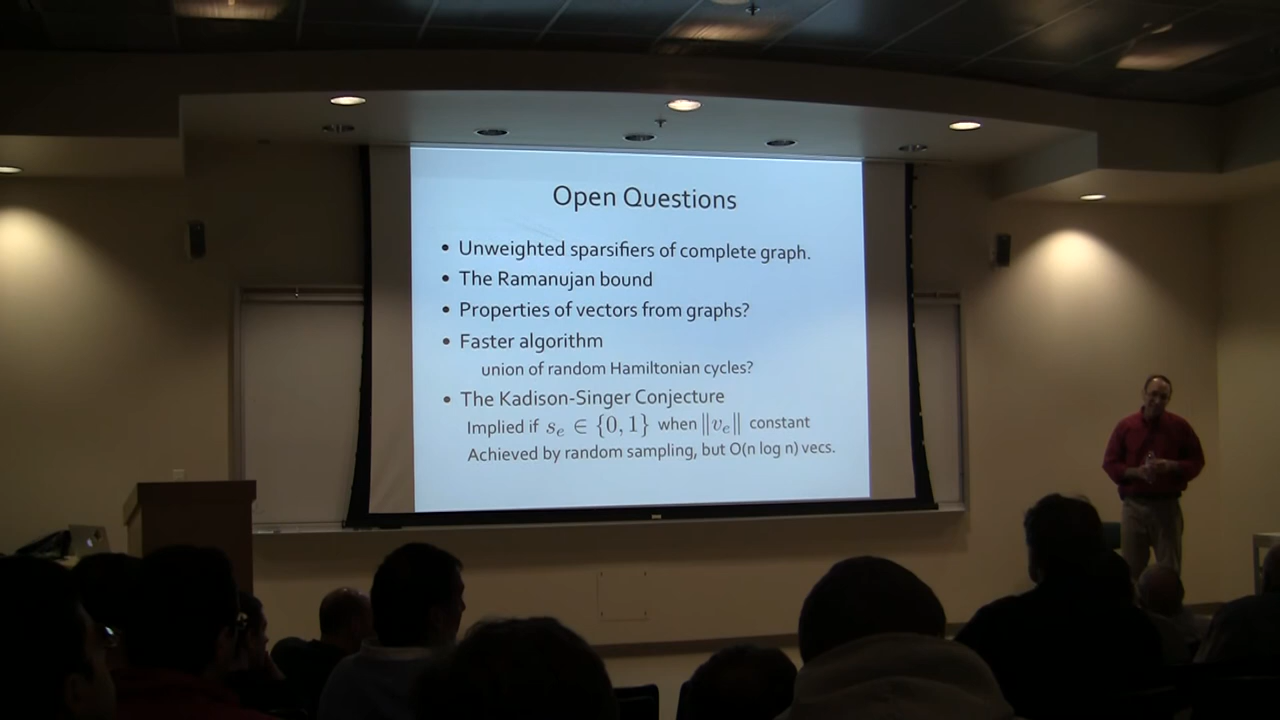 Open Questions
• Unweighted sparsifiers of complete graph.
• The Ramanujan bound
• Properties of vectors from graphs?
• Faster algorithm
union of random Hamiltonian cycles?
• The Kadison-Singer Conjecture
Implied if $s_e \in \{0, 1\}$ when $\|v_e\|$ constant
Achieved by random sampling, but O(n log n) vecs.